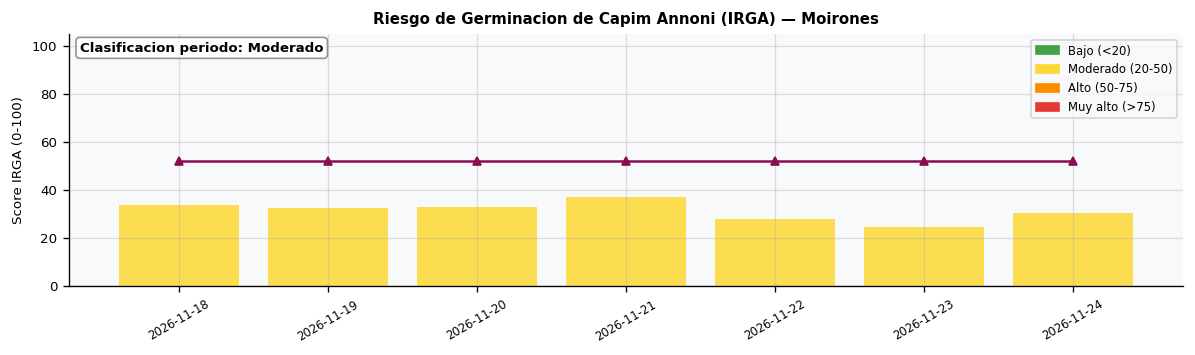 Riesgo de Germinacion de Capim Annoni (IRGA) — Moirones
Clasificacion periodo: Moderado
Bajo (<20)
Moderado (20-50)
Alto (50-75)
Muy alto (>75)
Score IRGA (0-100)
100
80
60
40
20
0
2026-11-18
2026-11-19
2026-11-20
2026-11-21
2026-11-22
2026-11-23
2026-11-24